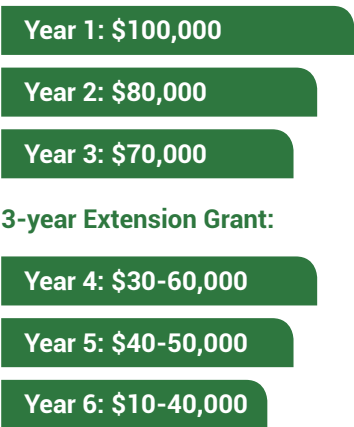 Year 1: $100,000
Year 2: $80,000
Year 3: $70,000
3-year Extension Grant:
Year 4: $30-60,000
Year 5: $40-50,000
Year 6: $10-40,000